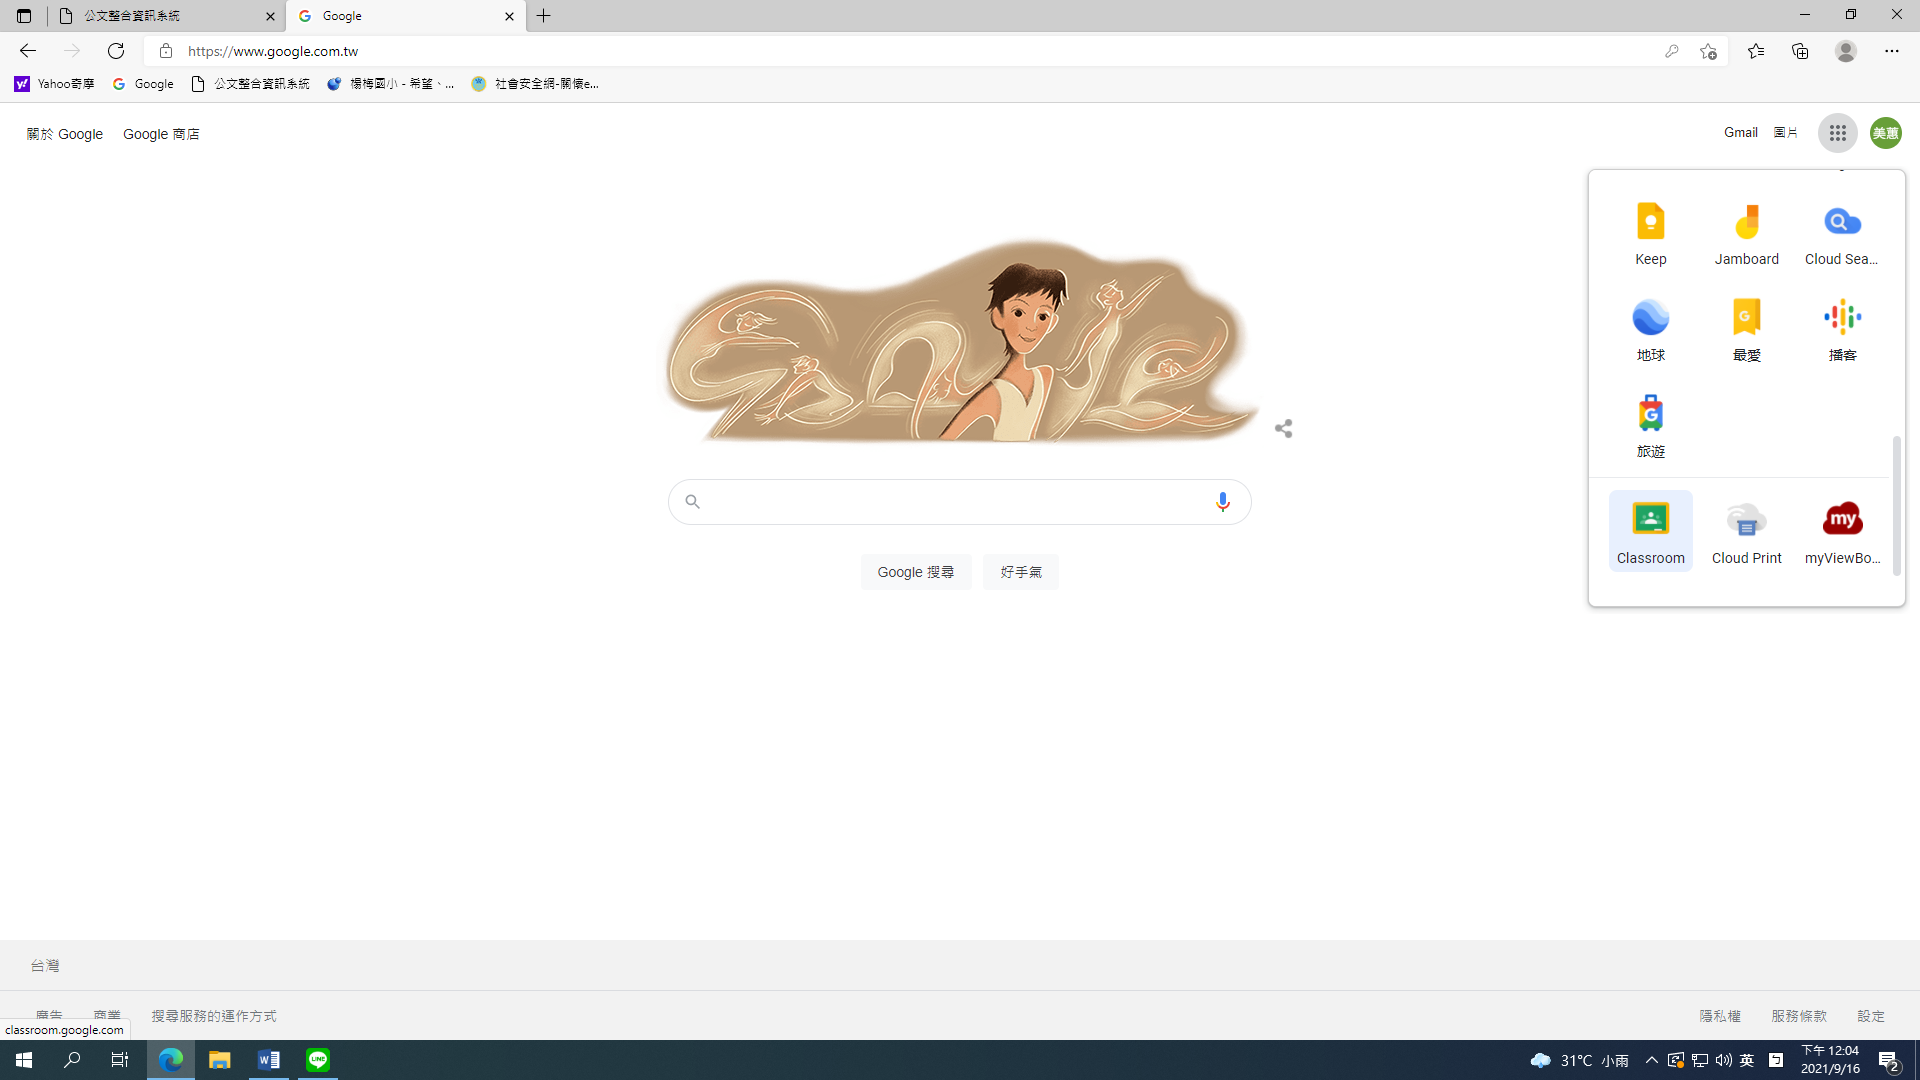 公文整合資訊系統
Google
https://www.google.com.tw
Yahoo奇摩 Google 公文整合資訊系統 楊梅國小 - 希望、... 社會安全網-關懷e...
關於 Google Google 商店
Gmail 圖片 美蕙
Keep Jamboard Cloud Sea...
地球 最愛 播客
旅遊
my
Classroom Cloud Print myViewBo...
Google 搜尋 好手氣
台灣
廣告 商業 搜尋服務的運作方式
隱私權 服務條款 設定
classroom.google.com
31°C 小雨 英 下午 12:04
2021/9/16
2